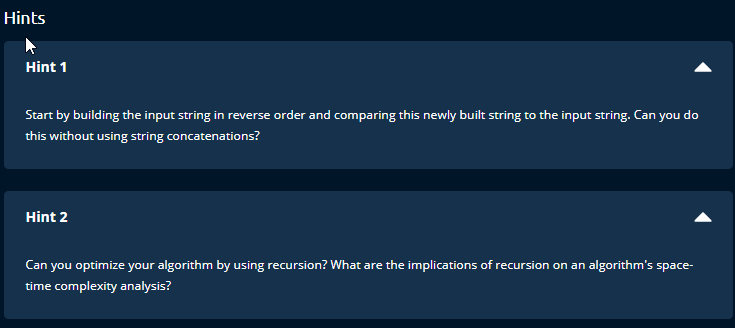 Hints
Hint 1
Start by building the input string in reverse order and comparing this newly built string to the input string. Can you do
this without using string concatenations?
Hint 2
Can you optimize your algorithm by using recursion? What are the implications of recursion on an algorithm's space-
time complexity analysis?